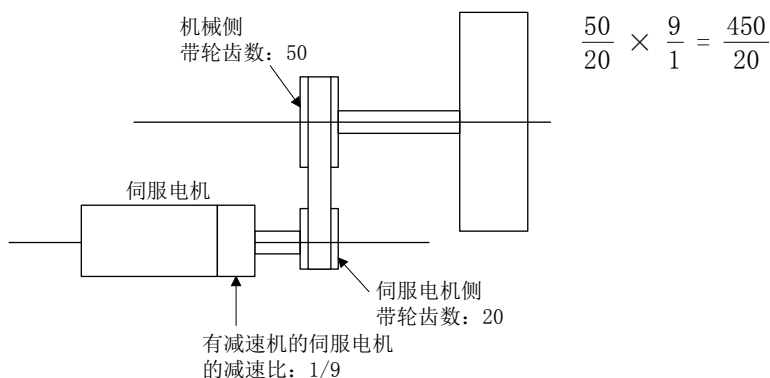 机械侧
带轮齿数：50
50/20 × 9/1 = 450/20
伺服电机
伺服电机侧
带轮齿数：20
有减速机的伺服电机
的减速比：1/9